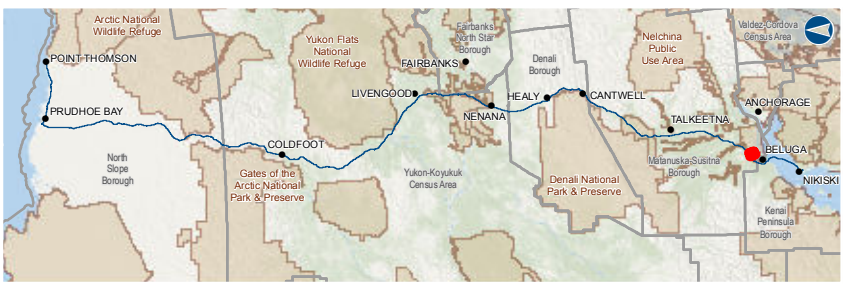 Arctic National
Wildlife Refuge
POINT THOMSON
PRUDHOE BAY
North
Slope
Borough
COLDFOOT
Gates of the
Arctic National
Park & Preserve
Yukon Flats
National
Wildlife Refuge
LIVENGOOD
Fairbanks
North Star
Borough
FAIRBANKS
NENANA
Yukon-Koyukuk
Census Area
Denali
Borough
HEALY
CANTWELL
Denali National
Park & Preserve
Nelchina
Public
Use Area
TALKEETNA
Matanuska-Susitna
Borough
Valdez-Cordova
Census Area
ANCHORAGE
BELUGA
NIKISKI
Kenai
Peninsula
Borough